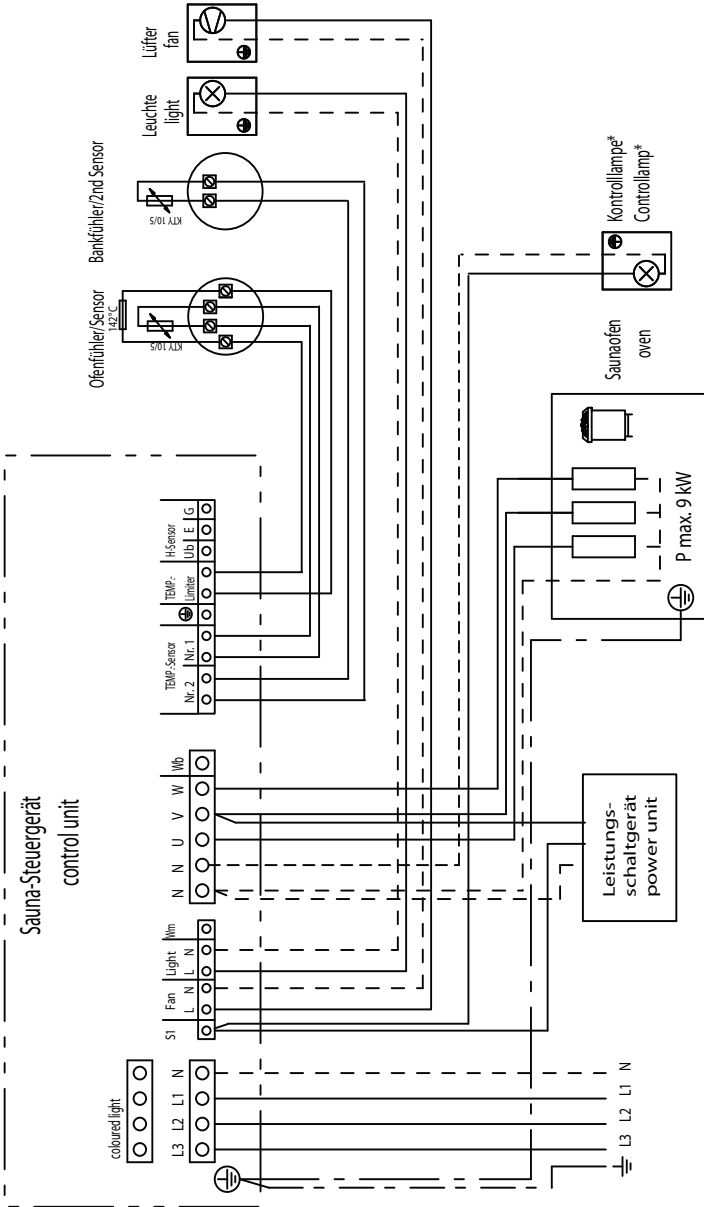 Sauna-Steuergerät
control unit
coloured light
L3 L2 L1 N
S1
Fan
L N
Light
L N
Wm
N N U V W Wb
TEMP.-Sensor
Nr. 2 Nr. 1
TEMP.-
Limiter
H-Sensor
Ub E G
Ofenfühler/Sensor
142°C
KTY 10/5
Bankfühler/2nd Sensor
KTY 10/5
Leuchte
light
Lüfter
fan
L3 L2 L1 N
Leistungs-
schaltgerät
power unit
P max. 9 kW
Saunaofen
oven
Kontrolllampe*
Controllamp*